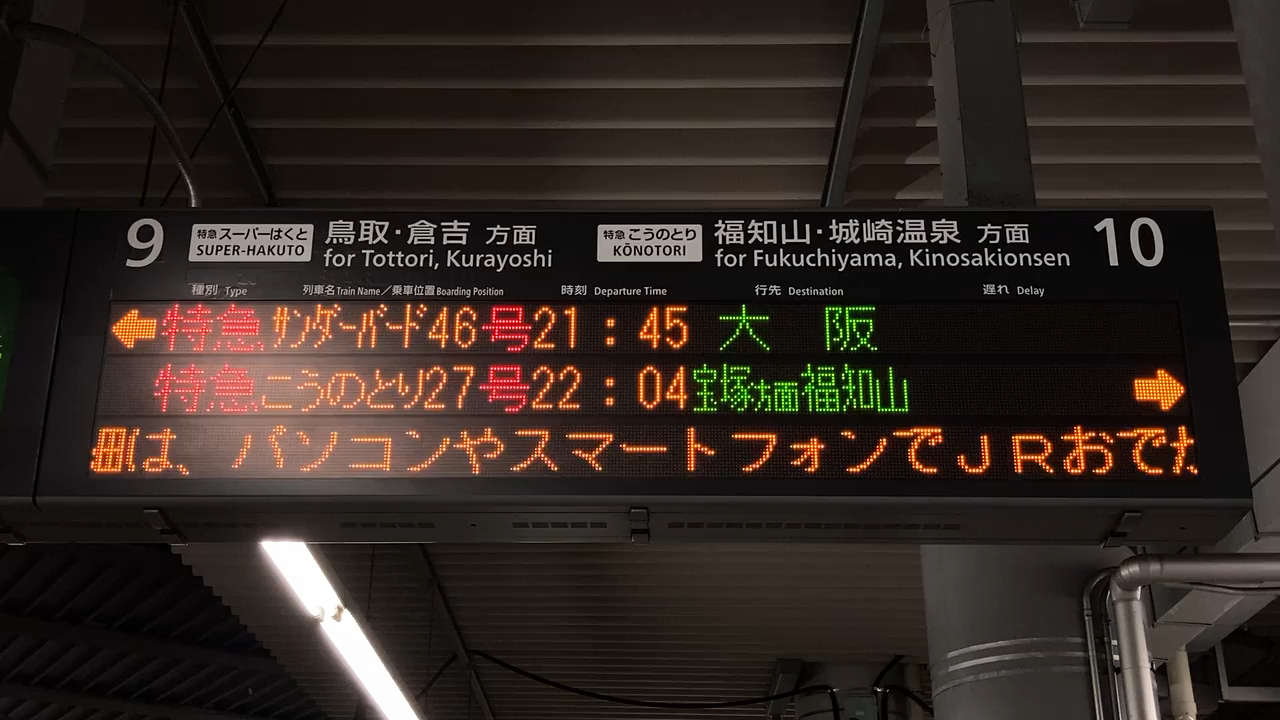 9 特急 スーパーはくと 鳥取・倉吉 方面 特急 こうのとり 福知山・城崎温泉 方面 10
SUPER-HAKUTO for Tottori, Kurayoshi KŌNOTORI for Fukuchiyama, Kinosakionsen
種別 Type 列車名 Train Name／乗車位置 Boarding Position 時刻 Departure Time 行先 Destination 遅れ Delay
特急 ｻﾝﾀﾞｰﾊﾞｰﾄﾞ46号 21：45 大 阪
特急 こうのとり27号 22：04 宝塚方面福知山
は、パソコンやスマートフォンでＪＲおでか